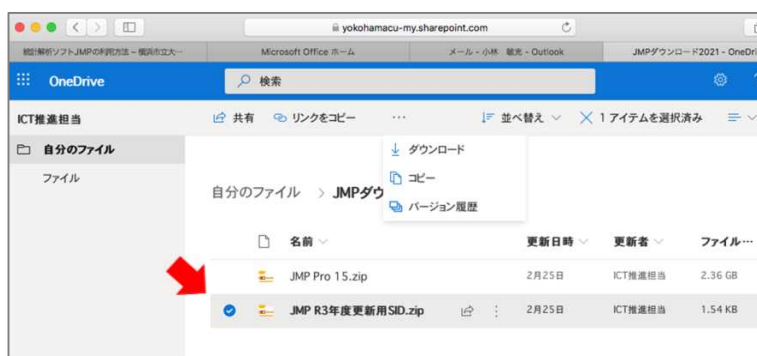 yokohamacu-my.sharepoint.com
統計解析ソフトJMPの利用方法 – 横浜市立大…
Microsoft Office ホーム
メール - 小林 敏光 - Outlook
JMPダウンロード2021 - OneDri
OneDrive
検索
ICT推進担当
共有
リンクをコピー
…
並べ替え
1 アイテムを選択済み
自分のファイル
ファイル
ダウンロード
コピー
バージョン履歴
自分のファイル > JMPダウ
名前
更新日時
更新者
ファイル…
JMP Pro 15.zip
2月25日
ICT推進担当
2.36 GB
JMP R3年度更新用SID.zip
2月25日
ICT推進担当
1.54 KB